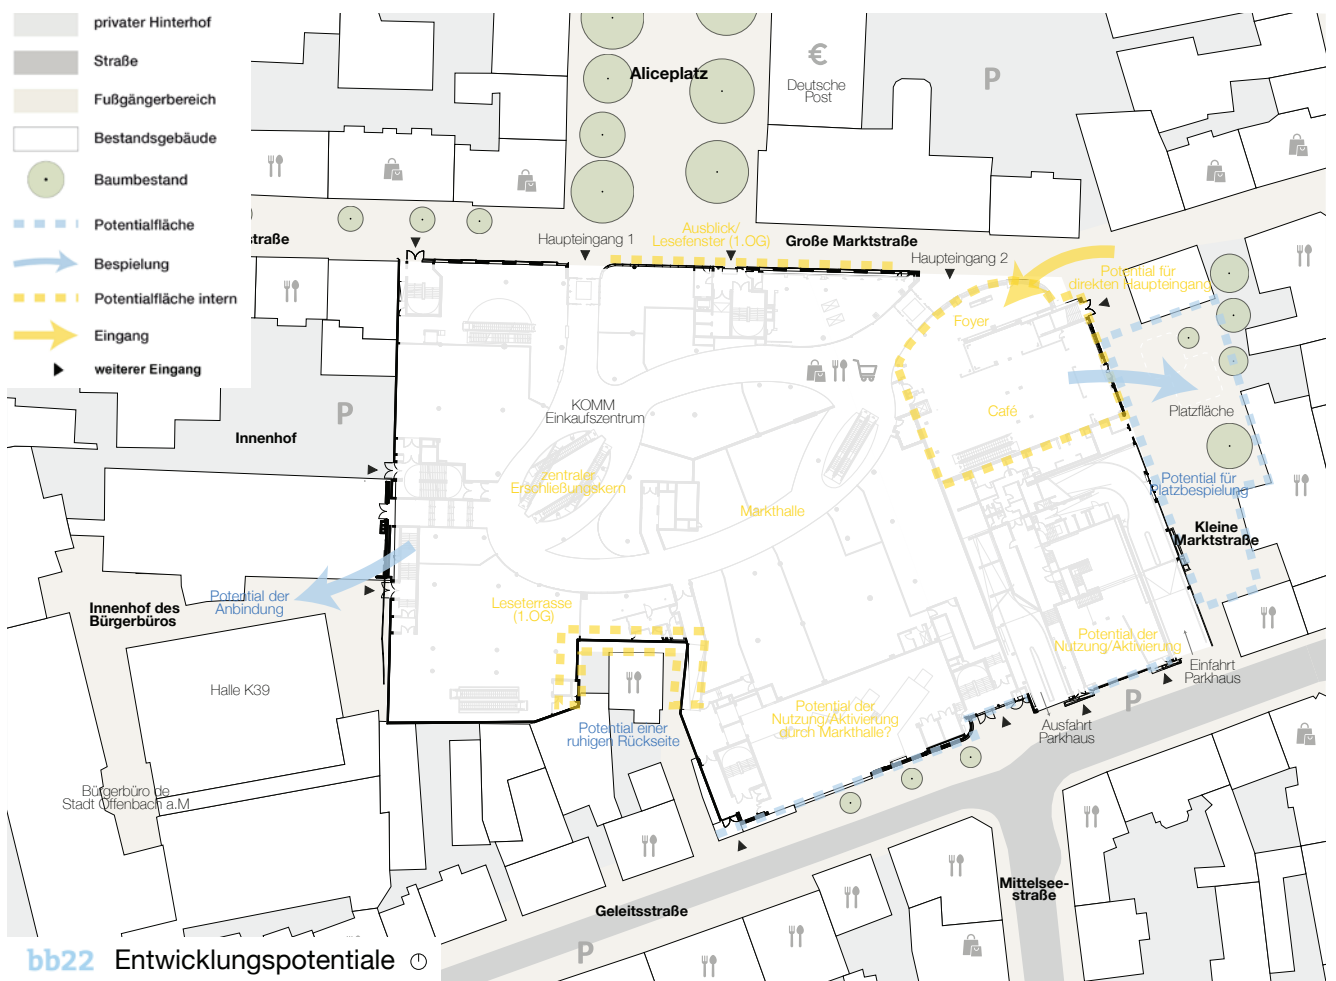 privater Hinterhof
Straße
Fußgängerbereich
Bestandsgebäude
Baumbestand
Potentialfläche
Bespielung
Potentialfläche intern
Eingang
weiterer Eingang
Aliceplatz
€
Deutsche
Post
P
straße
Haupteingang 1
Ausblick/
Lesefenster (1.OG)
Große Marktstraße
Haupteingang 2
Potential für
direkten Haupteingang
Foyer
KOMM
Einkaufszentrum
Café
Platzfläche
P
Innenhof
zentraler
Erschließungskern
Markthalle
Potential für
Platzbespielung
Kleine
Marktstraße
Potential der
Anbindung
Innenhof des
Bürgerbüros
Leseterrasse
(1.OG)
Potential der
Nutzung/Aktivierung
Einfahrt
Parkhaus
Halle K39
Potential einer
ruhigen Rückseite
Potential der
Nutzung/Aktivierung
durch Markthalle?
P
Ausfahrt
Parkhaus
Bürgerbüro de
Stadt Offenbach a.M
Mittelsee-
straße
Geleitsstraße
P
bb22 Entwicklungspotentiale